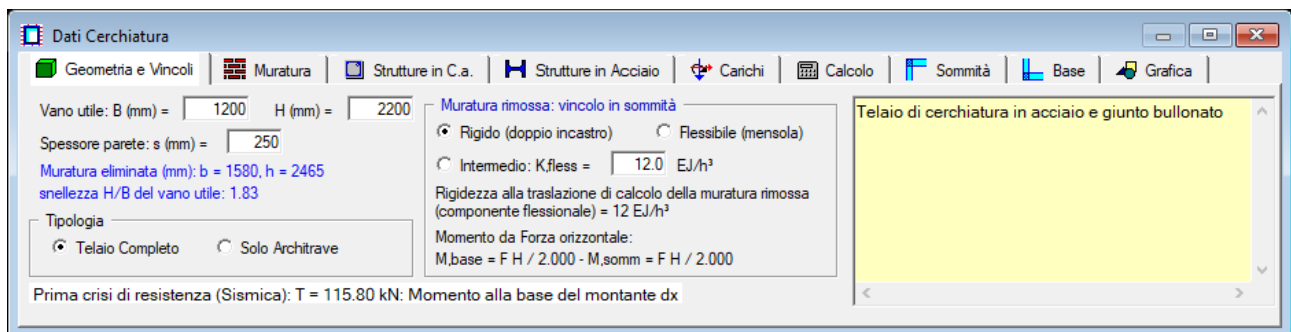 Dati Cerchiatura
Geometria e Vincoli Muratura Strutture in C.a. Strutture in Acciaio Carichi Calcolo Sommità Base Grafica
Vano utile: B (mm) = 1200 H (mm) = 2200
Spessore parete: s (mm) = 250
Muratura eliminata (mm): b = 1580, h = 2465
snellezza H/B del vano utile: 1.83
Tipologia
Telaio Completo Solo Architrave
Muratura rimossa: vincolo in sommità
Rigido (doppio incastro) Flessibile (mensola)
Intermedio: K,fless = 12.0 EJ/h³
Rigidezza alla traslazione di calcolo della muratura rimossa
(componente flessionale) = 12 EJ/h³
Momento da Forza orizzontale:
M,base = F H / 2.000 - M,somm = F H / 2.000
Telaio di cerchiatura in acciaio e giunto bullonato
Prima crisi di resistenza (Sismica): T = 115.80 kN: Momento alla base del montante dx